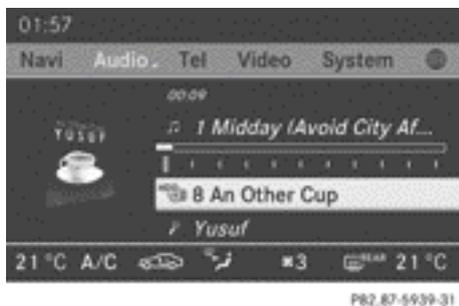 01:57
Navi Audio Tel Video System
00:09
1 Midday (Avoid City Af...
YUSUF
8 An Other Cup
Yusuf
21 °C A/C 3 REAR 21 °C
P82.87-5939-31